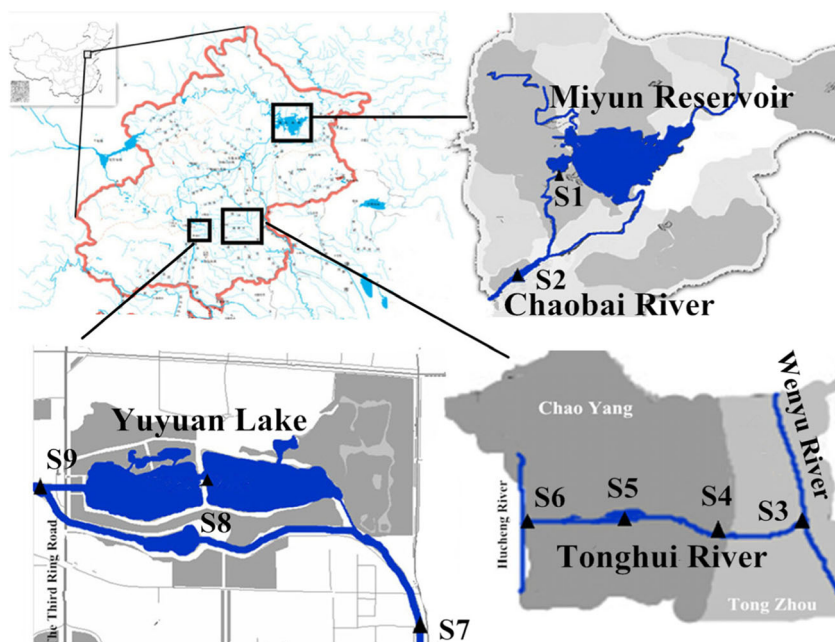 Miyun Reservoir
S1
S2
Chaobai River
Yuyuan Lake
S9
S8
The Third Ring Road
S7
Chao Yang
Wenyu River
Hucheng River
S6
S5
S4
S3
Tonghui River
Tong Zhou